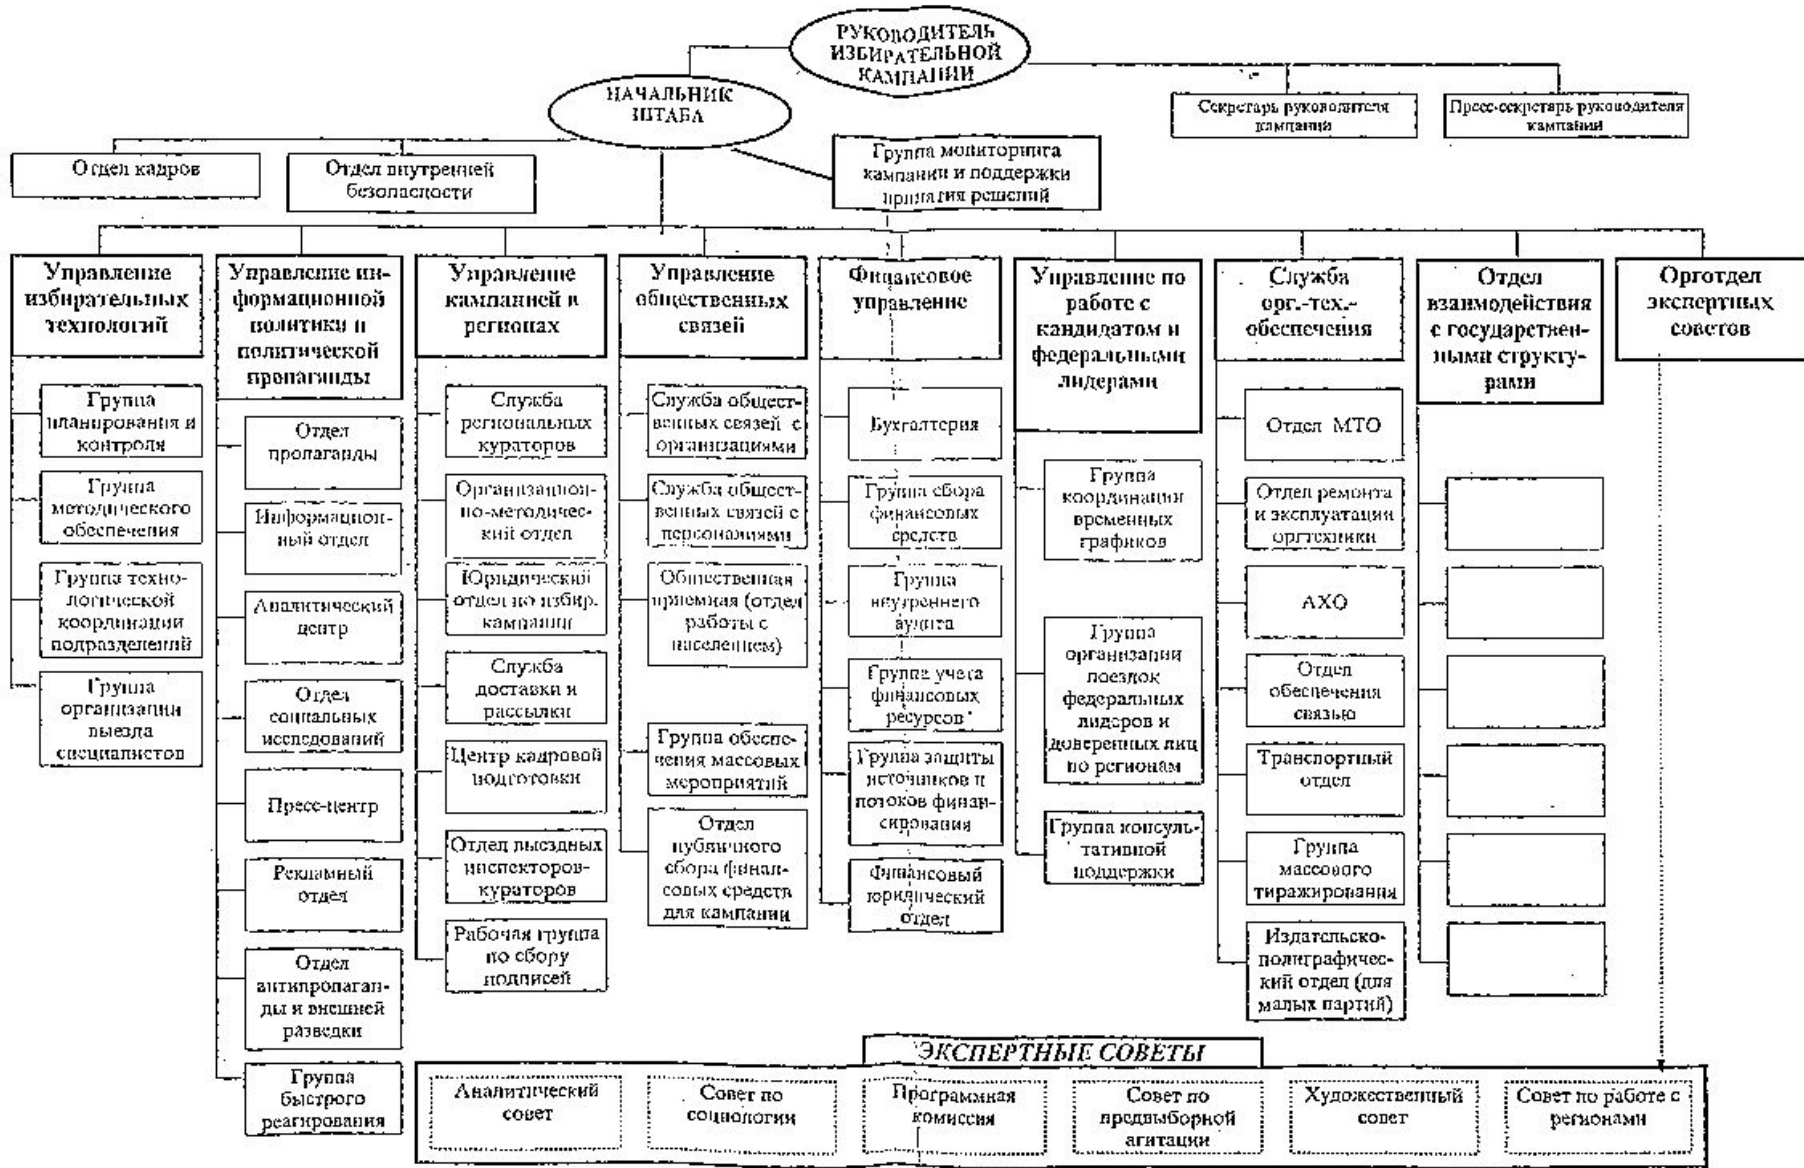 РУКОВОДИТЕЛЬ
ИЗБИРАТЕЛЬНОЙ
КАМПАНИИ
НАЧАЛЬНИК
ШТАБА
Секретарь руководителя
кампании
Пресс-секретарь руководителя
кампании
Отдел кадров
Отдел внутренней
безопасности
Группа мониторинга
кампании и поддержки
принятия решений
Управление
избирательных
технологий
Группа
планирования и
контроля
Группа
методического
обеспечения
Группа техно-
логической
координации
подразделений
Группа
организации
выезда
специалистов
Управление ин-
формационной
политики и
политической
пропаганды
Отдел
пропаганды
Информацион-
ный отдел
Аналитический
центр
Отдел
социальных
исследований
Пресс-центр
Рекламный
отдел
Отдел
антипропаган-
ды и внешней
разведки
Группа
быстрого
реагирования
Управление
кампанией в
регионах
Служба
региональных
кураторов
Организацион-
но-методичес-
кий отдел
Юридический
отдел по избир.
кампании
Служба
доставки и
рассылки
Центр кадровой
подготовки
Отдел выездных
инспекторов-
кураторов
Рабочая группа
по сбору
подписей
Управление
общественных
связей
Служба общест-
венных связей с
организациями
Служба общест-
венных связей с
персоналиями
Общественная
приемная (отдел
работы с
населением)
Группа обеспе-
чения массовых
мероприятий
Отдел
публичного
сбора финан-
совых средств
для кампании
Финансовое
управление
Бухгалтерия
Группа сбора
финансовых
средств
Группа
внутреннего
аудита
Группа учета
финансовых
ресурсов
Группа защиты
источников и
потоков финан-
сирования
Финансовый
юридический
отдел
Управление по
работе с
кандидатом и
федеральными
лидерами
Группа
координации
временных
графиков
Группа
организации
поездок
федеральных
лидеров и
доверенных лиц
по регионам
Группа консуль-
тативной
поддержки
Служба
орг.-тех.-
обеспечения
Отдел МТО
Отдел ремонта
и эксплуатации
оргтехники
АХО
Отдел
обеспечения
связью
Транспортный
отдел
Группа
массового
тиражирования
Издательско-
полиграфичес-
кий отдел (для
малых партий)
Отдел
взаимодействия
с государствен-
ными структу-
рами
Орготдел
экспертных
советов
ЭКСПЕРТНЫЕ СОВЕТЫ
Аналитический
совет
Совет по
социологии
Программная
комиссия
Совет по
предвыборной
агитации
Художественный
совет
Совет по работе с
регионами